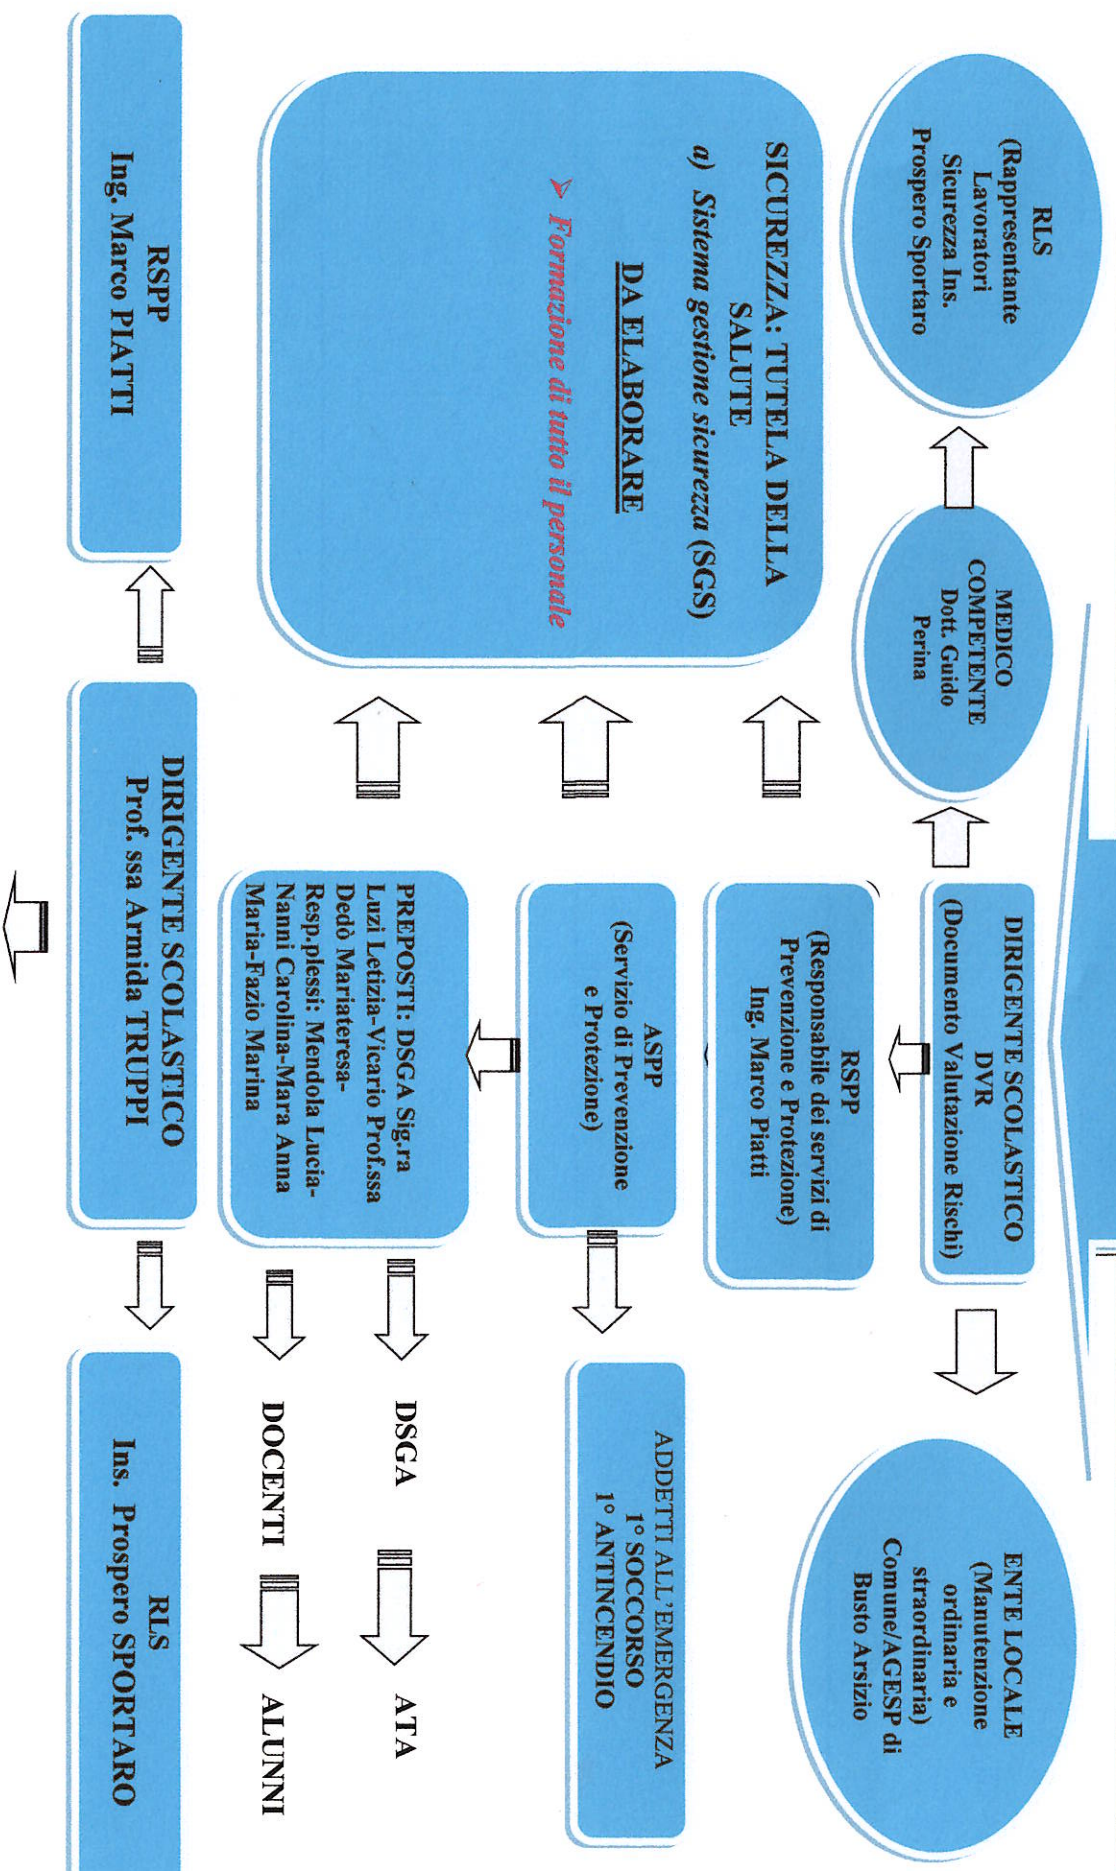 RLS
(Rappresentante
Lavoratori
Sicurezza Ins.
Prospero Sportaro
MEDICO
COMPETENTE
Dott. Guido
Perina
DIRIGENTE SCOLASTICO
DVR
(Documento Valutazione Rischi)
ENTE LOCALE
(Manutenzione
ordinaria e
straordinaria)
Comune/AGESP di
Busto Arsizio
SICUREZZA: TUTELA DELLA
SALUTE
a) Sistema gestione sicurezza (SGS)
DA ELABORARE
➢ Formazione di tutto il personale
RSPP
(Responsabile dei servizi di
Prevenzione e Protezione)
Ing. Marco Piatti
ASPP
(Servizio di Prevenzione
e Protezione)
ADDETTI ALL'EMERGENZA
1° SOCCORSO
1° ANTINCENDIO
PREPOSTI: DSGA Sig.ra
Luzi Letizia-Vicario Prof.ssa
Dedò Mariateresa-
Resp.plessi: Mendola Lucia-
Nanni Carolina-Mara Anna
Maria-Fazio Marina
DSGA
ATA
DOCENTI
ALUNNI
RSPP
Ing. Marco PIATTI
DIRIGENTE SCOLASTICO
Prof. ssa Armida TRUPPI
RLS
Ins. Prospero SPORTARO